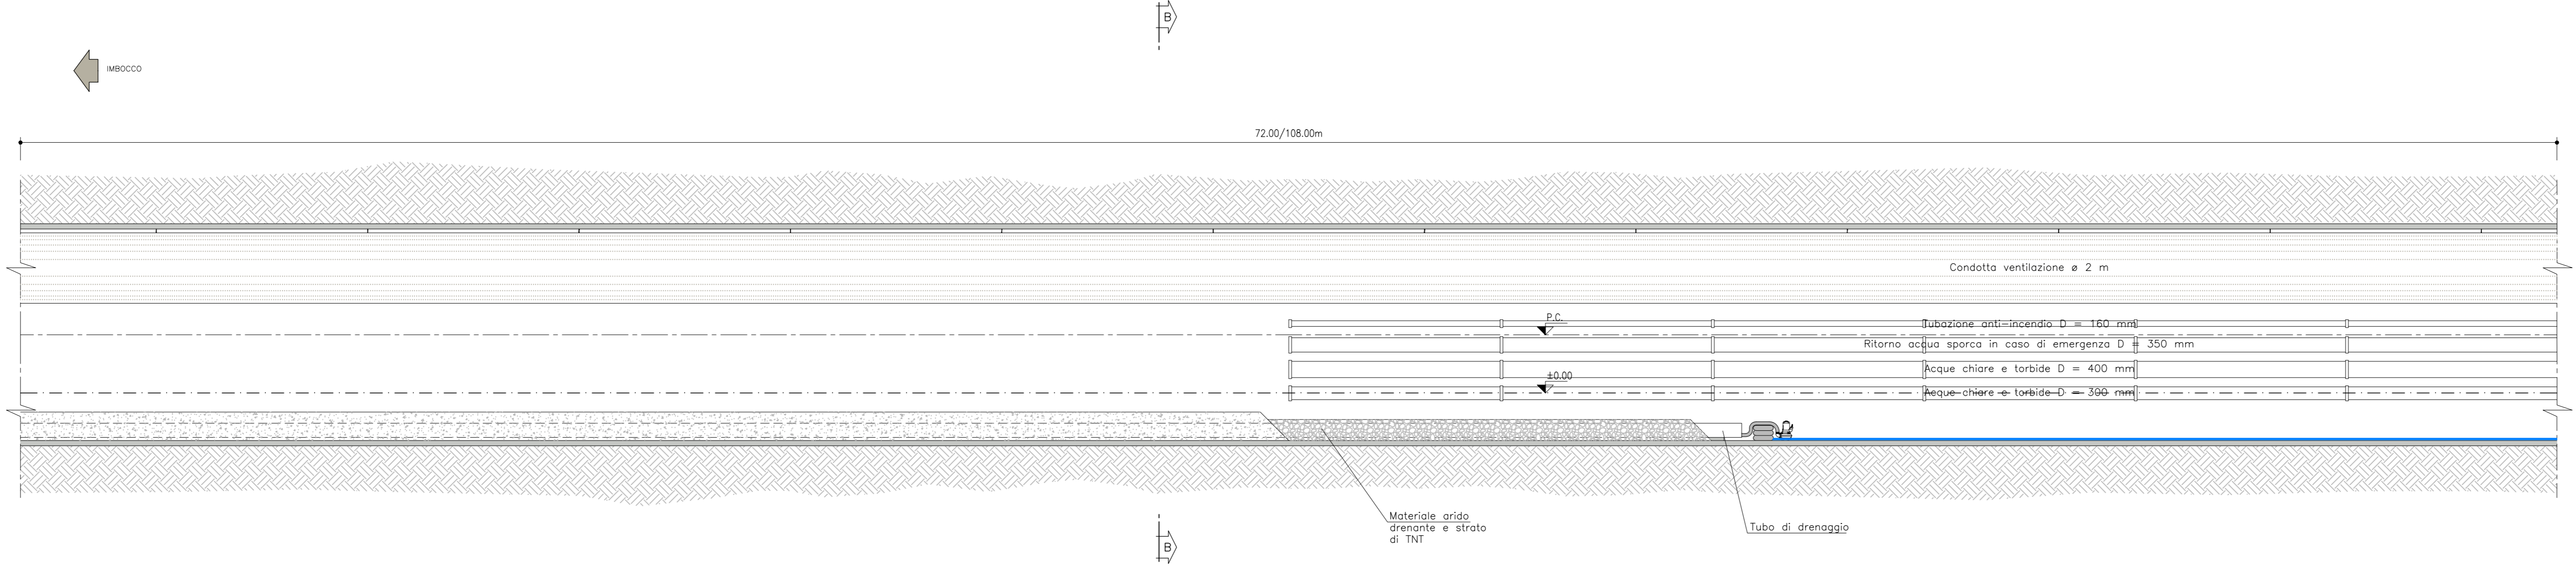 B
IMBOCCO
72.00/108.00m
Condotta ventilazione ø 2 m
P.C.
Tubazione anti-incendio D = 160 mm
Ritorno acqua sporca in caso di emergenza D = 350 mm
Acque chiare e torbide D = 400 mm
±0.00
Acque chiare e torbide D = 300 mm
Materiale arido
drenante e strato
di TNT
Tubo di drenaggio
B